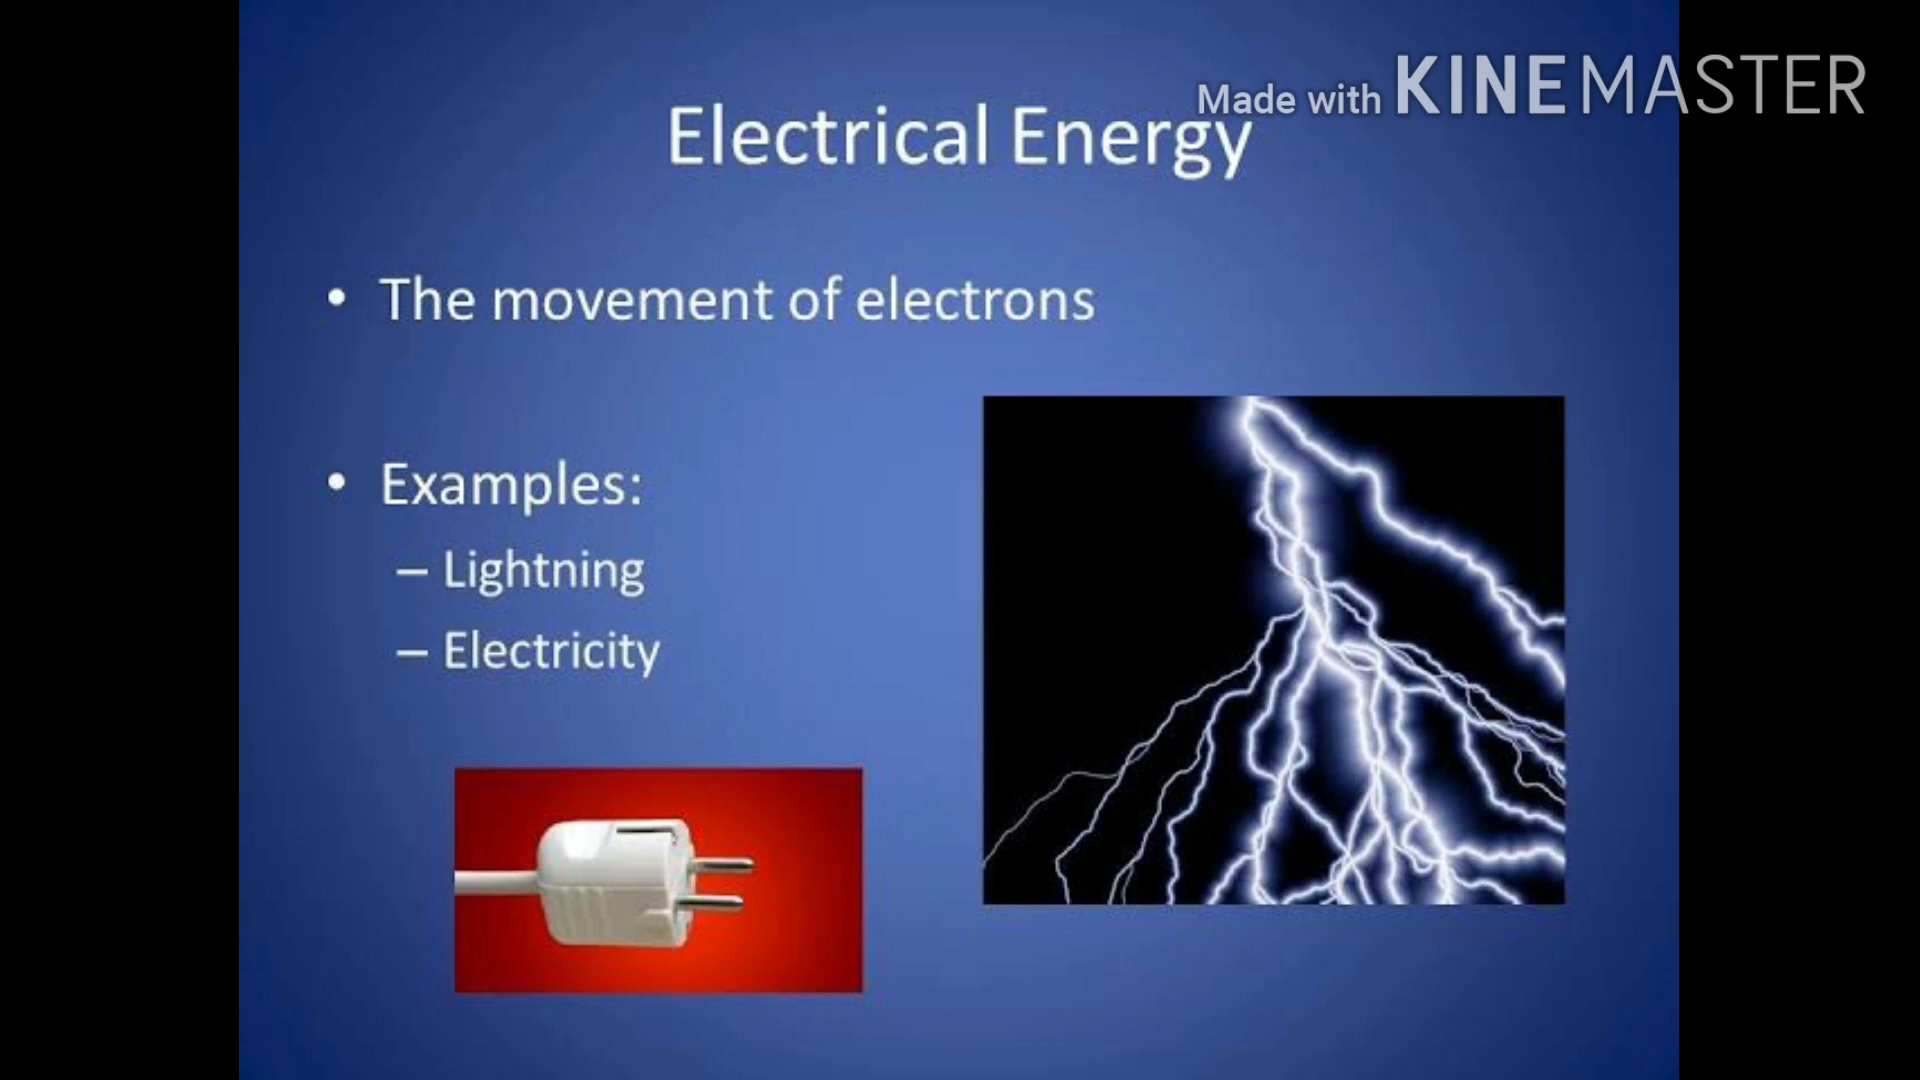 Made with KINEMASTER
Electrical Energy
• The movement of electrons
• Examples:
– Lightning
– Electricity